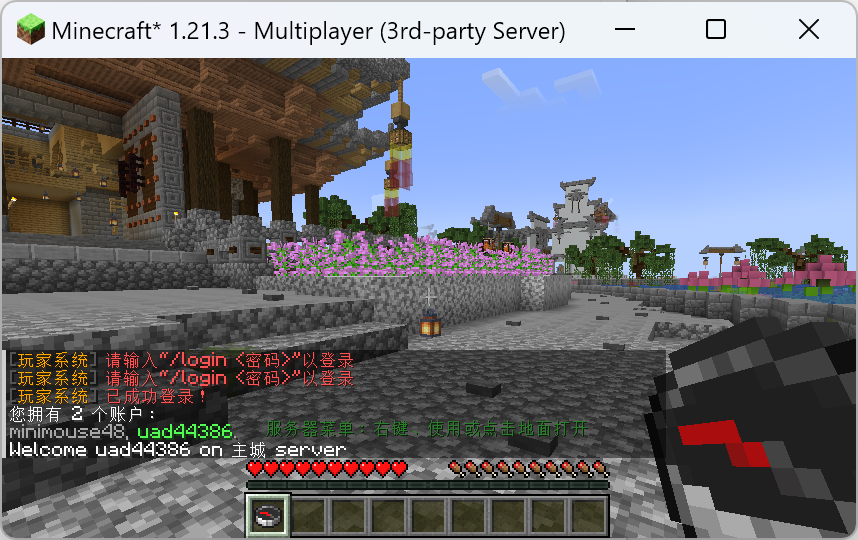 Minecraft* 1.21.3 - Multiplayer (3rd-party Server)
[玩家系统] 请输入"/login <密码>"以登录
[玩家系统] 请输入"/login <密码>"以登录
[玩家系统] 已成功登录！
您拥有 2 个账户：
minimouse48, uad44386.
服务器菜单：右键，使用或点击地面打开
Welcome uad44386 on 主城 server